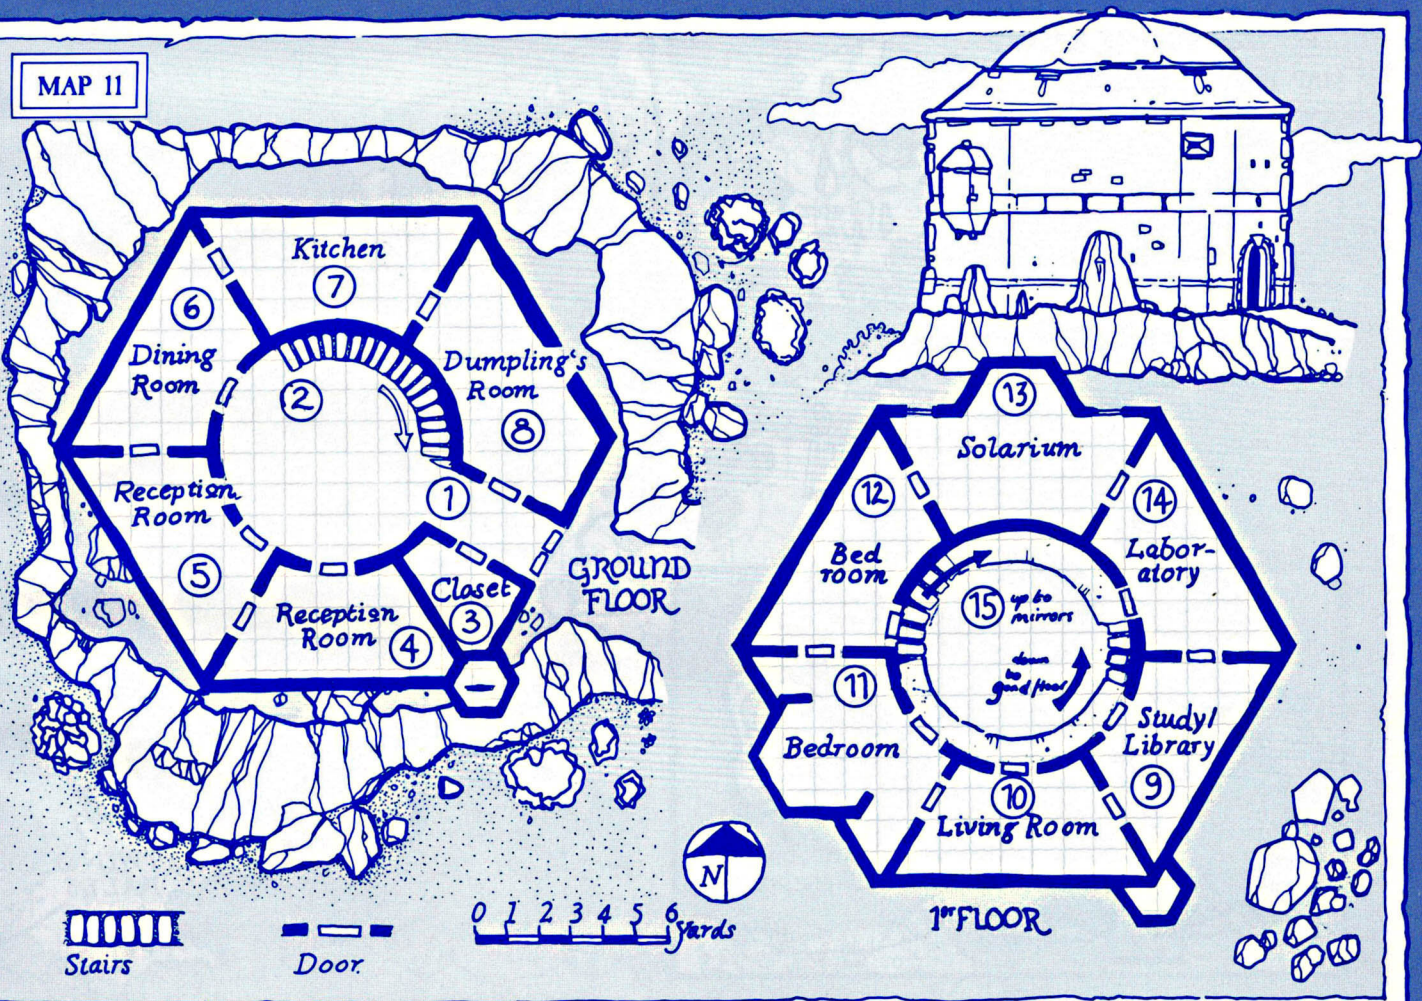 MAP 11
Kitchen
7
6
Dining
Room
2
Dumpling's
Room
8
1
Reception
Room
5
Closet
3
Reception
Room
4
GROUND
FLOOR
13
Solarium
12
Bed
room
14
Labor-
atory
15
up to
mirrors
down
to
11
Bedroom
Study/
Library
9
10
Living Room
1st FLOOR
N
0 1 2 3 4 5 6
yards
Stairs
Door